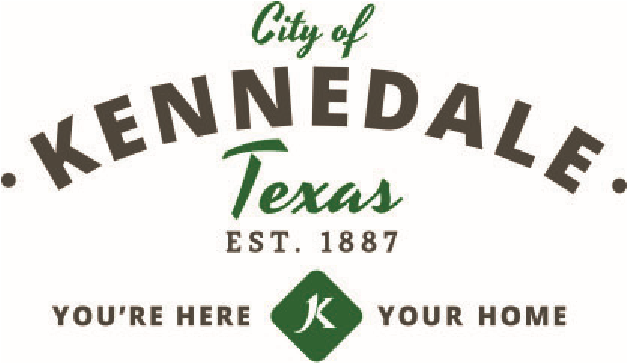 City of
KENNEDALE
Texas
EST. 1887
YOU'RE HERE K YOUR HOME